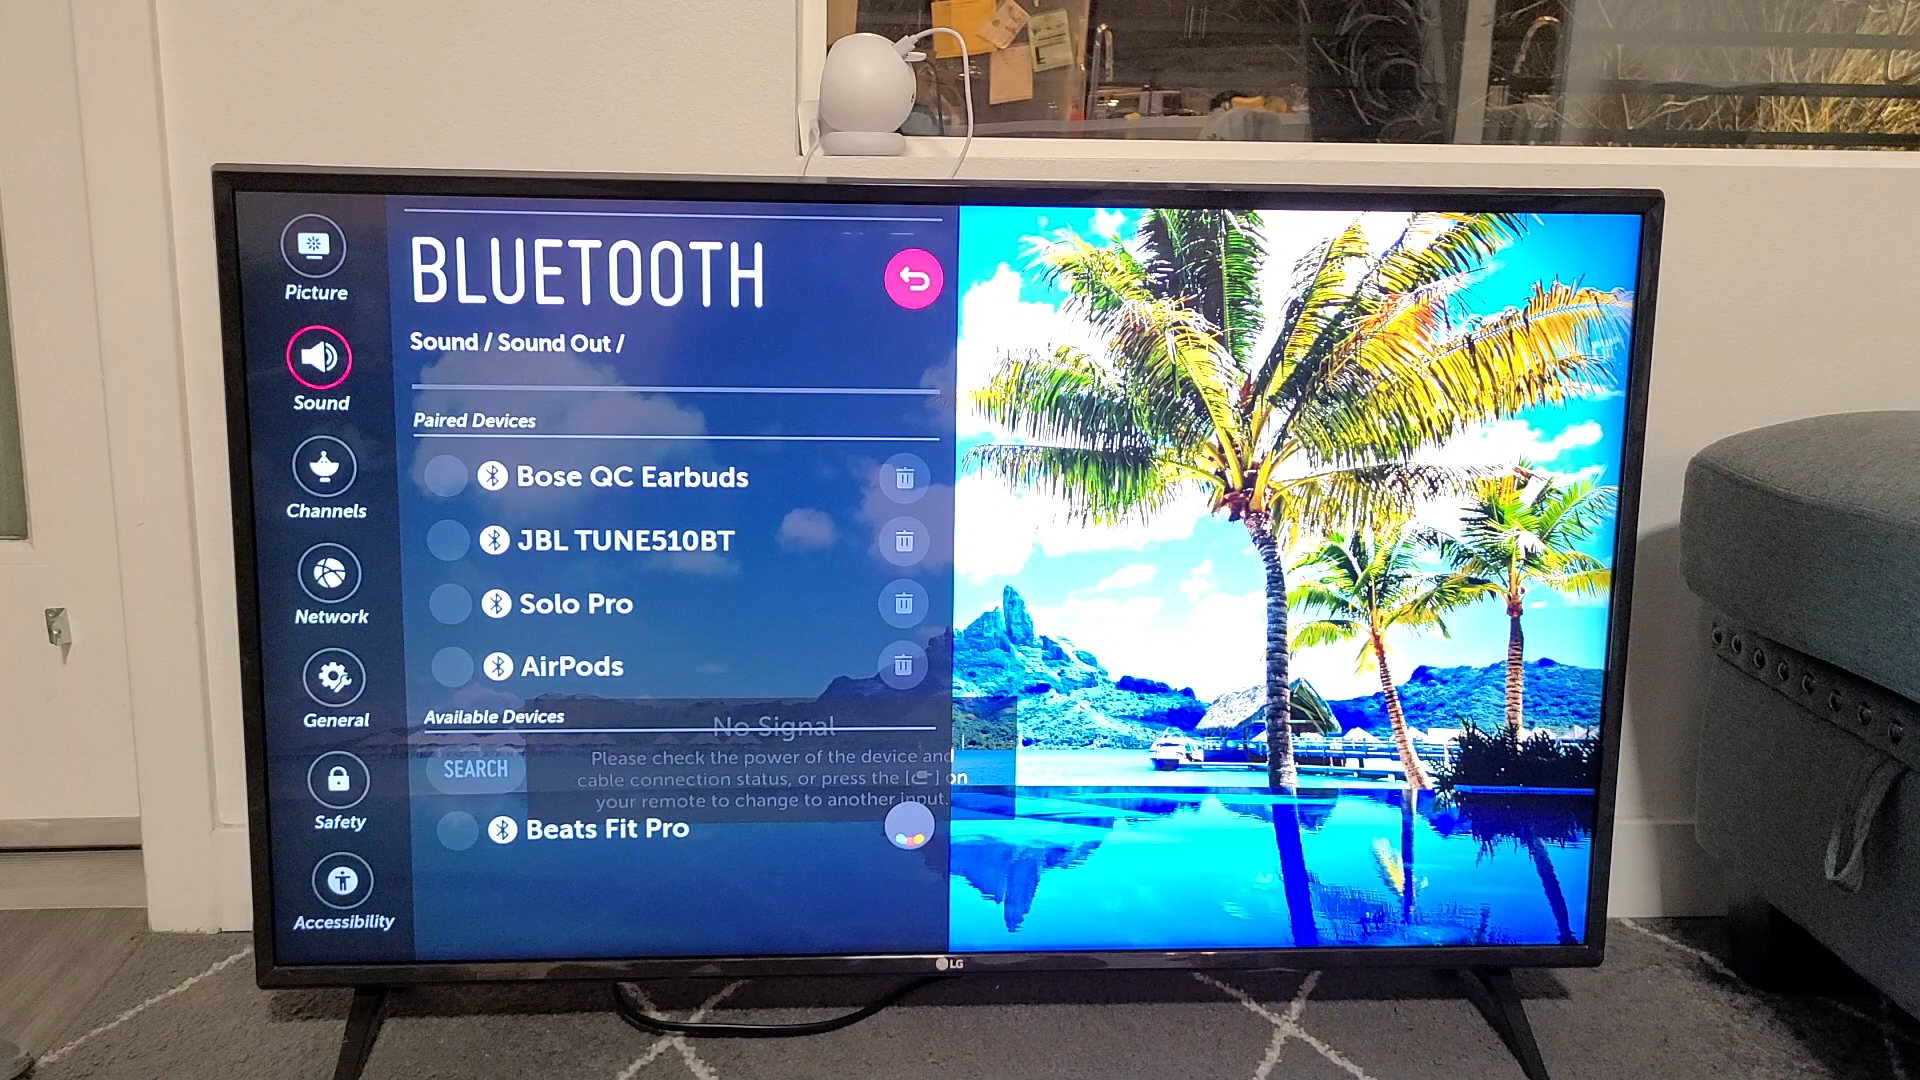 BLUETOOTH
Sound / Sound Out /
Paired Devices
Bose QC Earbuds
JBL TUNE510BT
Solo Pro
AirPods
Available Devices
SEARCH
Beats Fit Pro
Picture
Sound
Channels
Network
General
Safety
Accessibility
No Signal
Please check the power of the device and
cable connection status, or press the [ ] on
your remote to change to another input.
LG